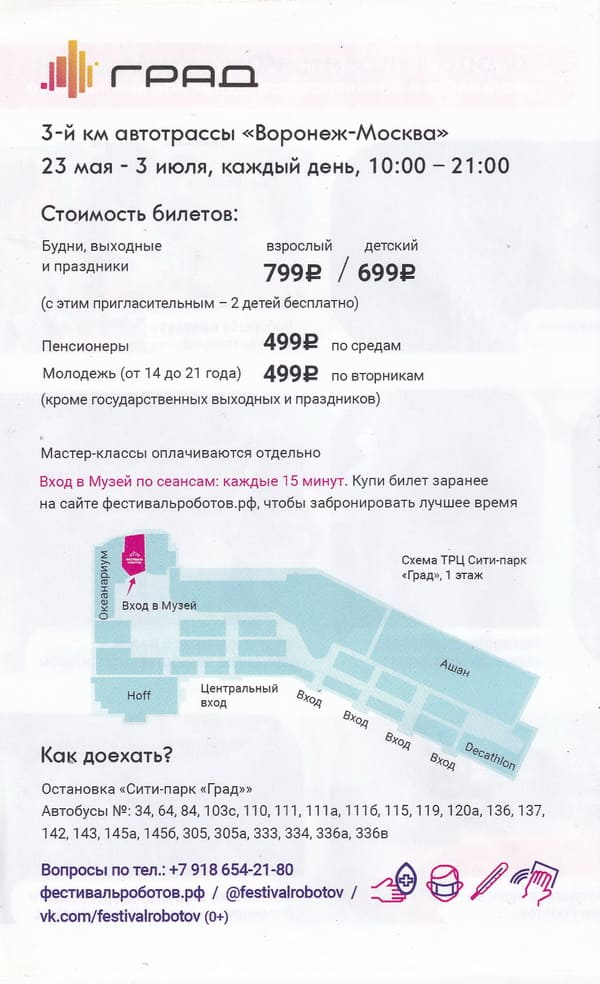 ГРАД
3-й км автотрассы «Воронеж-Москва»
23 мая - 3 июля, каждый день, 10:00 – 21:00
Стоимость билетов:
Будни, выходные
и праздники
взрослый детский
799₽ / 699₽
(с этим пригласительным – 2 детей бесплатно)
Пенсионеры 499₽ по средам
Молодежь (от 14 до 21 года) 499₽ по вторникам
(кроме государственных выходных и праздников)
Мастер-классы оплачиваются отдельно
Вход в Музей по сеансам: каждые 15 минут. Купи билет заранее
на сайте фестивальроботов.рф, чтобы забронировать лучшее время
Схема ТРЦ Сити-парк
«Град», 1 этаж
Океанариум
Вход в Музей
Ашан
Hoff
Центральный
вход
Вход
Вход
Вход
Вход
Decathlon
Как доехать?
Остановка «Сити-парк «Град»»
Автобусы №: 34, 64, 84, 103с, 110, 111, 111а, 111б, 115, 119, 120а, 136, 137,
142, 143, 145а, 145б, 305, 305а, 333, 334, 336а, 336в
Вопросы по тел.: +7 918 654-21-80
фестивальроботов.рф / @festivalrobotov /
vk.com/festivalrobotov (0+)